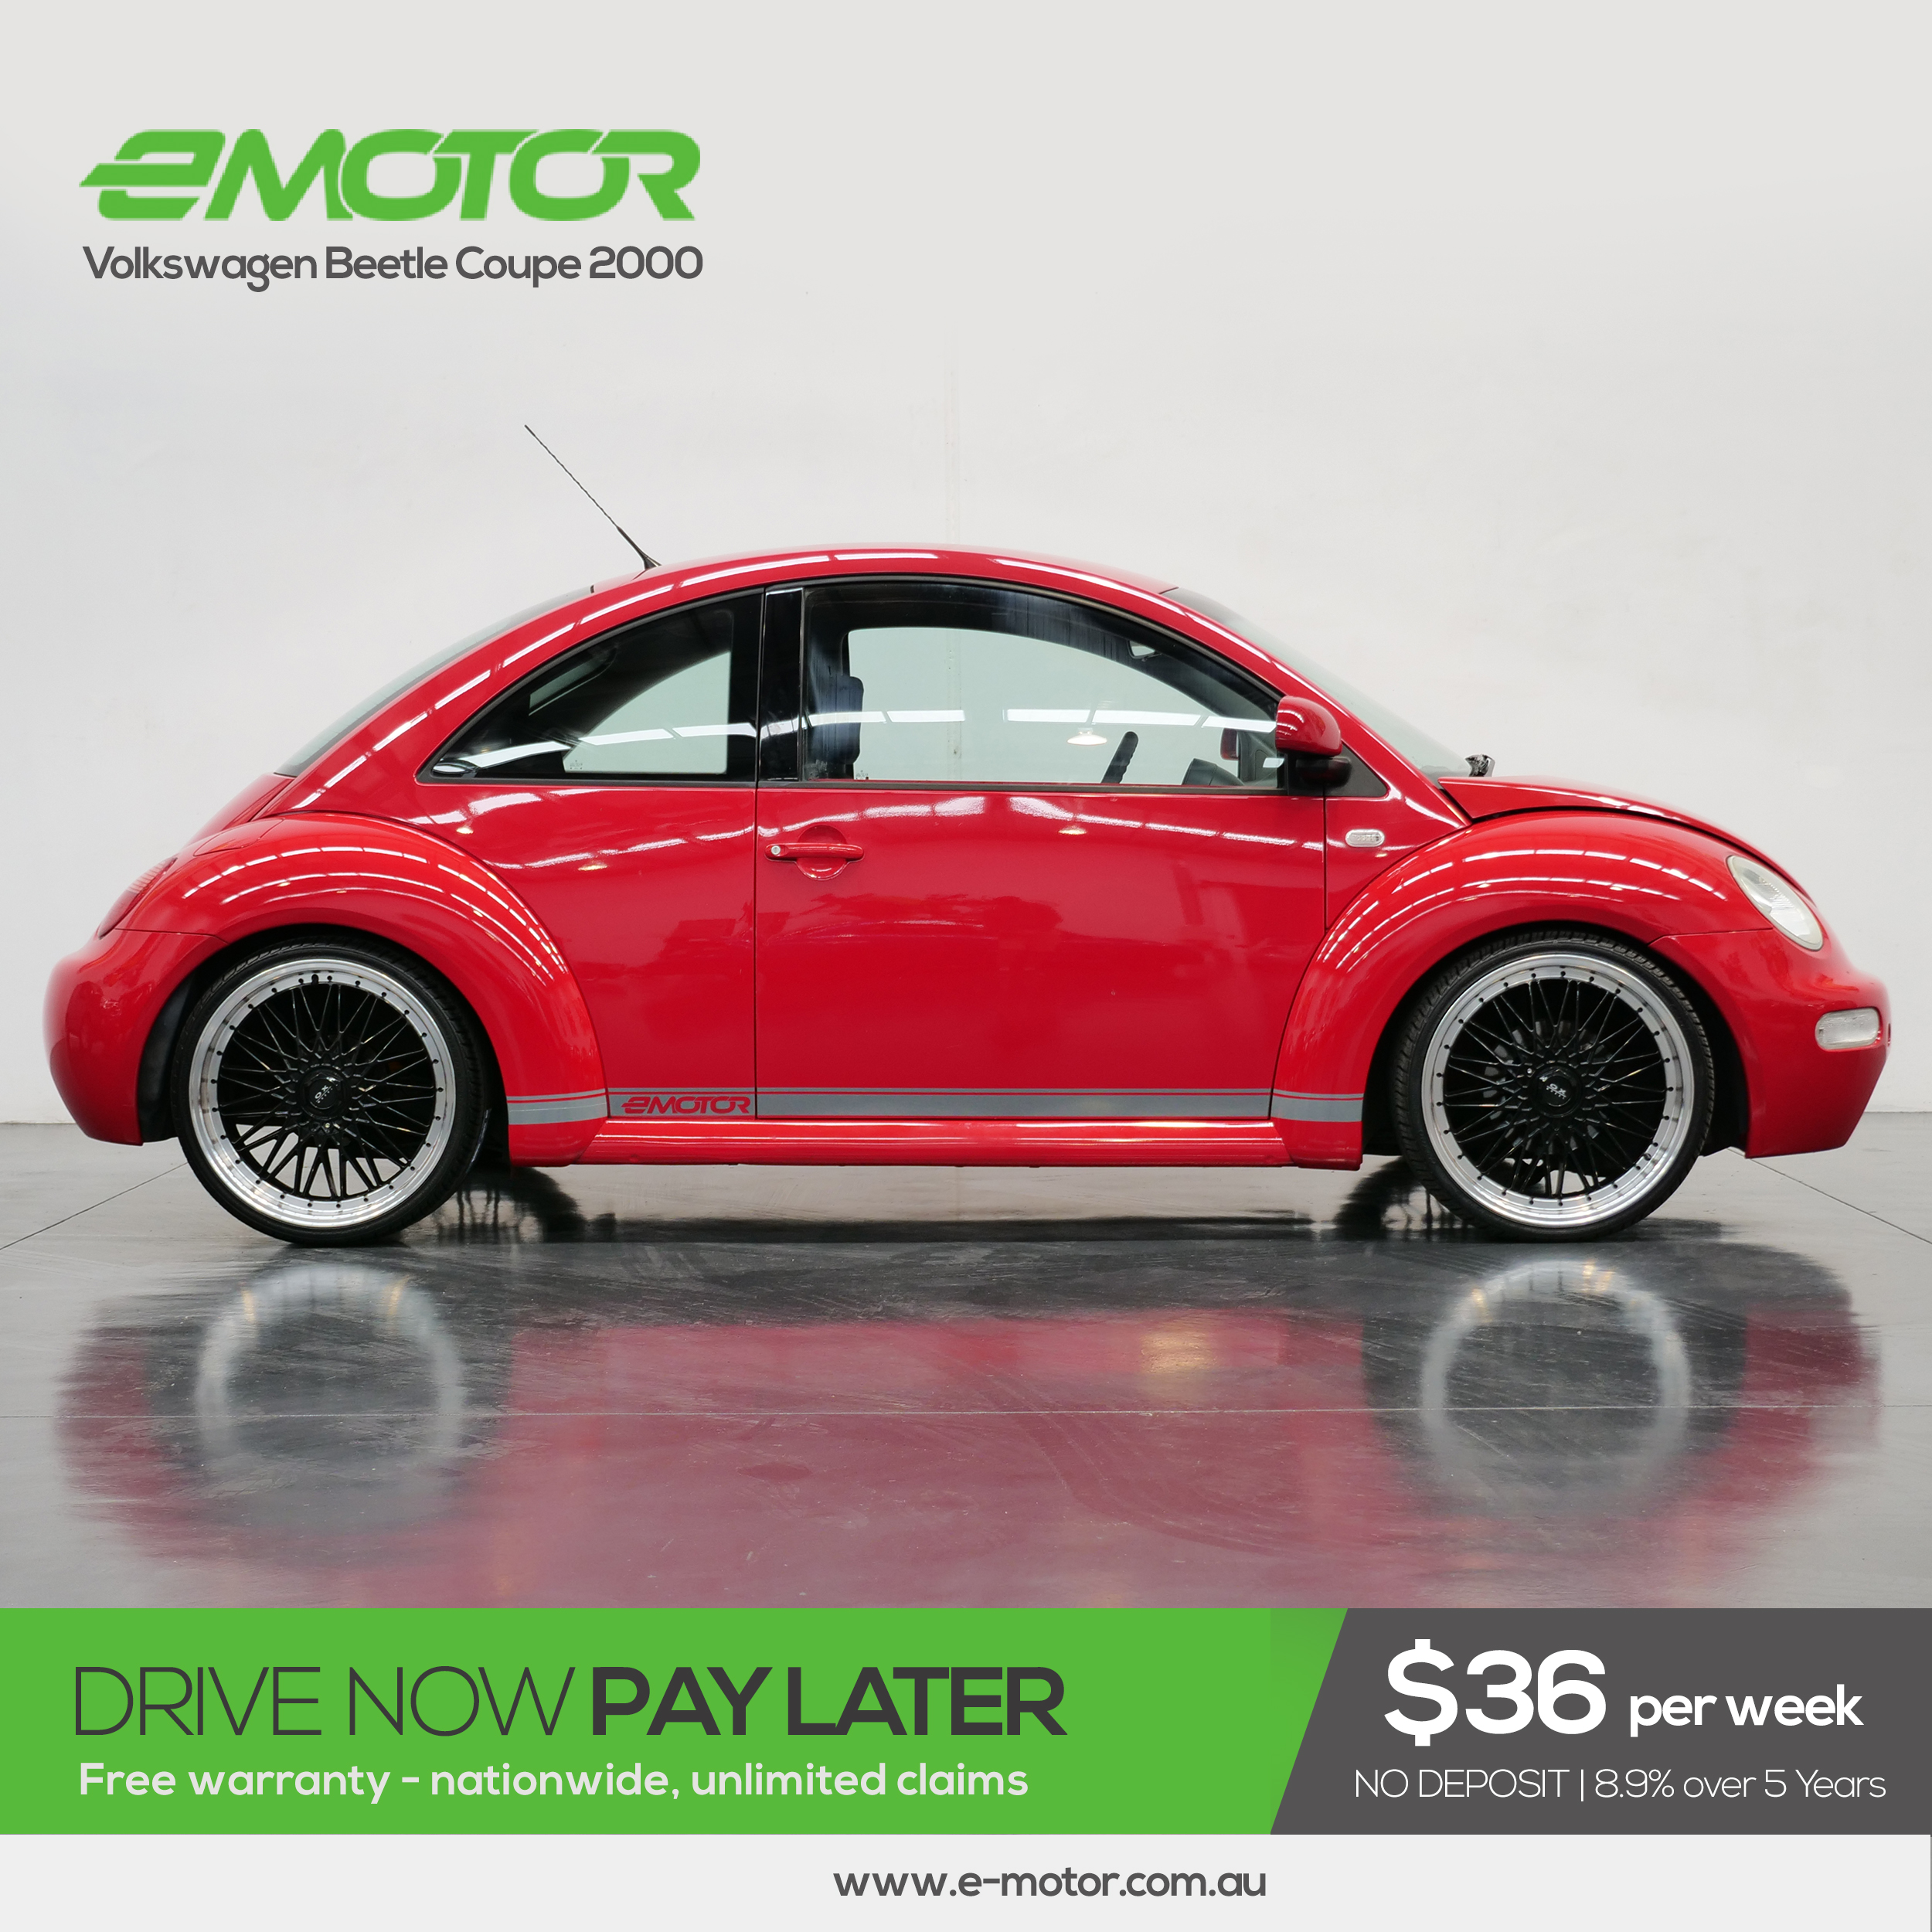 eMOTOR
Volkswagen Beetle Coupe 2000
eMOTOR
DRIVE NOW PAY LATER
Free warranty - nationwide, unlimited claims
$36 per week
NO DEPOSIT | 8.9% over 5 Years
www.e-motor.com.au